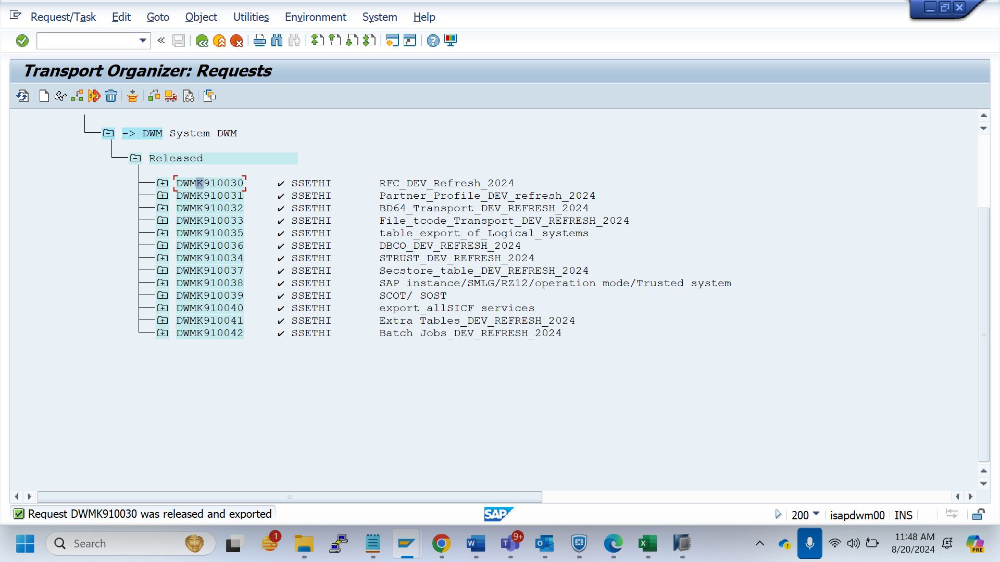 Request/Task Edit Goto Object Utilities Environment System Help
Transport Organizer: Requests
-> DWM System DWM
Released
DWMK910030 ✔ SSETHI RFC_DEV_Refresh_2024
DWMK910031 ✔ SSETHI Partner_Profile_DEV_refresh_2024
DWMK910032 ✔ SSETHI BD64_Transport_DEV_REFRESH_2024
DWMK910033 ✔ SSETHI File_tcode_Transport_DEV_REFRESH_2024
DWMK910035 ✔ SSETHI table_export_of_Logical_systems
DWMK910036 ✔ SSETHI DBCO_DEV_REFRESH_2024
DWMK910034 ✔ SSETHI STRUST_DEV_REFRESH_2024
DWMK910037 ✔ SSETHI Secstore_table_DEV_REFRESH_2024
DWMK910038 ✔ SSETHI SAP instance/SMLG/RZ12/operation mode/Trusted system
DWMK910039 ✔ SSETHI SCOT/ SOST
DWMK910040 ✔ SSETHI export_allSICF services
DWMK910041 ✔ SSETHI Extra Tables_DEV_REFRESH_2024
DWMK910042 ✔ SSETHI Batch Jobs_DEV_REFRESH_2024
Request DWMK910030 was released and exported SAP 200 isapdwm00 INS
Search 1 9+ 11:48 AM
8/20/2024 PRE